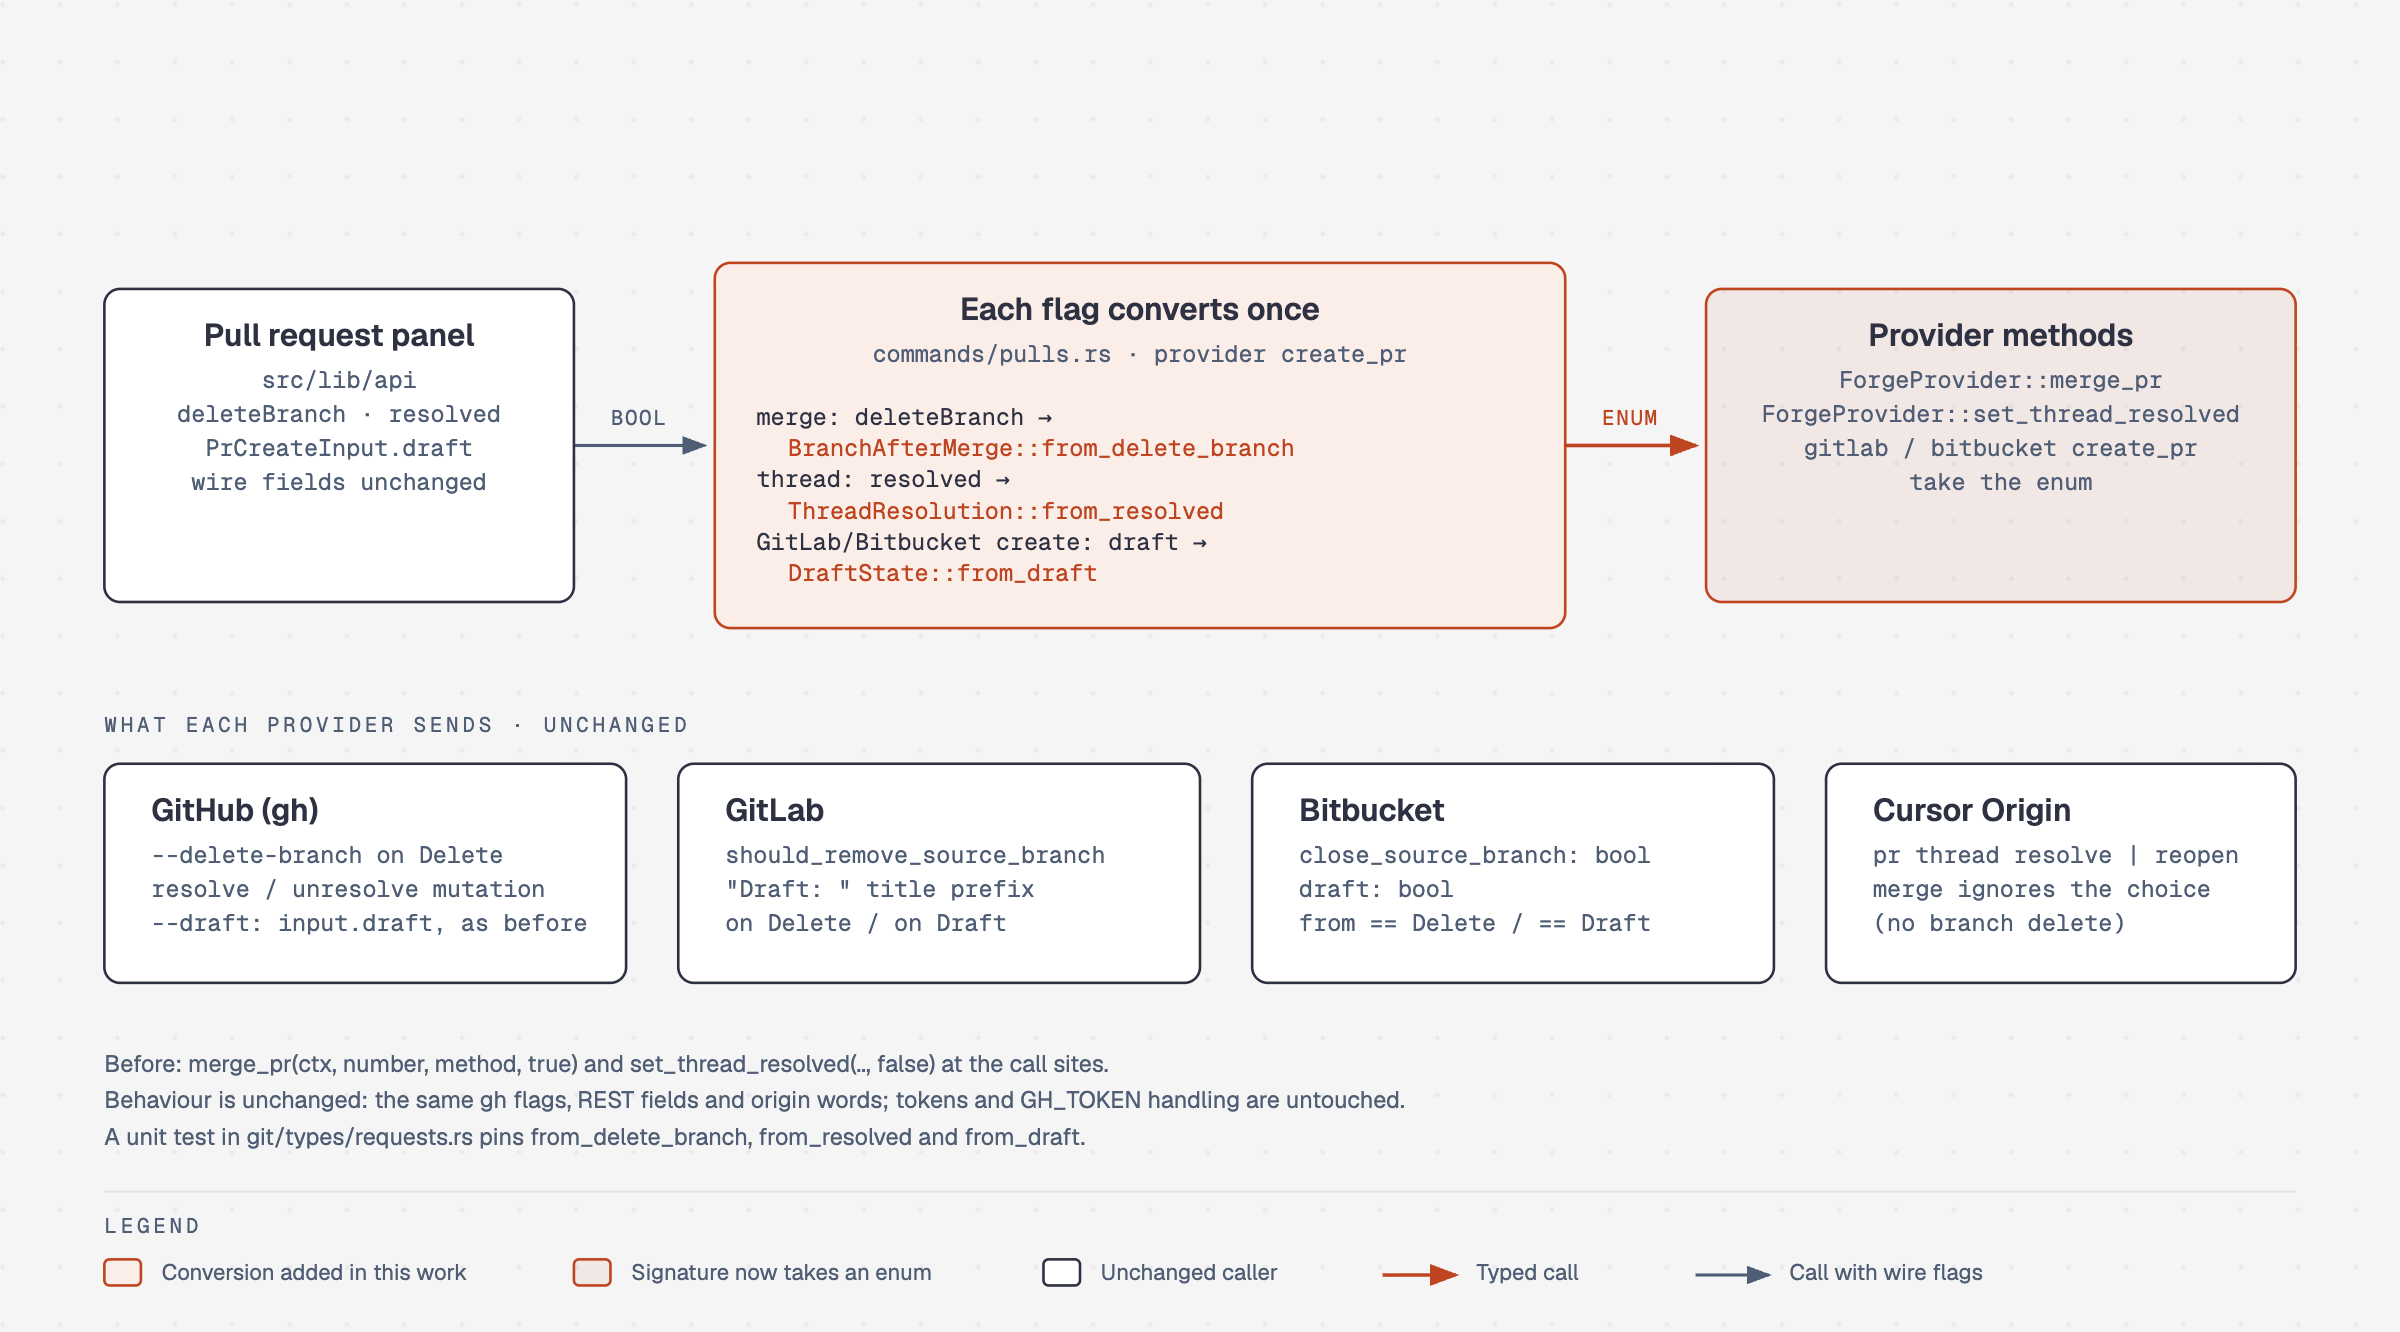 Pull request panel
src/lib/api
deleteBranch · resolved
PrCreateInput.draft
wire fields unchanged
BOOL
Each flag converts once
commands/pulls.rs · provider create_pr
merge: deleteBranch →
BranchAfterMerge::from_delete_branch
thread: resolved →
ThreadResolution::from_resolved
GitLab/Bitbucket create: draft →
DraftState::from_draft
ENUM
Provider methods
ForgeProvider::merge_pr
ForgeProvider::set_thread_resolved
gitlab / bitbucket create_pr
take the enum
WHAT EACH PROVIDER SENDS · UNCHANGED
GitHub (gh)
--delete-branch on Delete
resolve / unresolve mutation
--draft: input.draft, as before
GitLab
should_remove_source_branch
"Draft: " title prefix
on Delete / on Draft
Bitbucket
close_source_branch: bool
draft: bool
from == Delete / == Draft
Cursor Origin
pr thread resolve | reopen
merge ignores the choice
(no branch delete)
Before: merge_pr(ctx, number, method, true) and set_thread_resolved(.., false) at the call sites.
Behaviour is unchanged: the same gh flags, REST fields and origin words; tokens and GH_TOKEN handling are untouched.
A unit test in git/types/requests.rs pins from_delete_branch, from_resolved and from_draft.
LEGEND
Conversion added in this work
Signature now takes an enum
Unchanged caller
Typed call
Call with wire flags